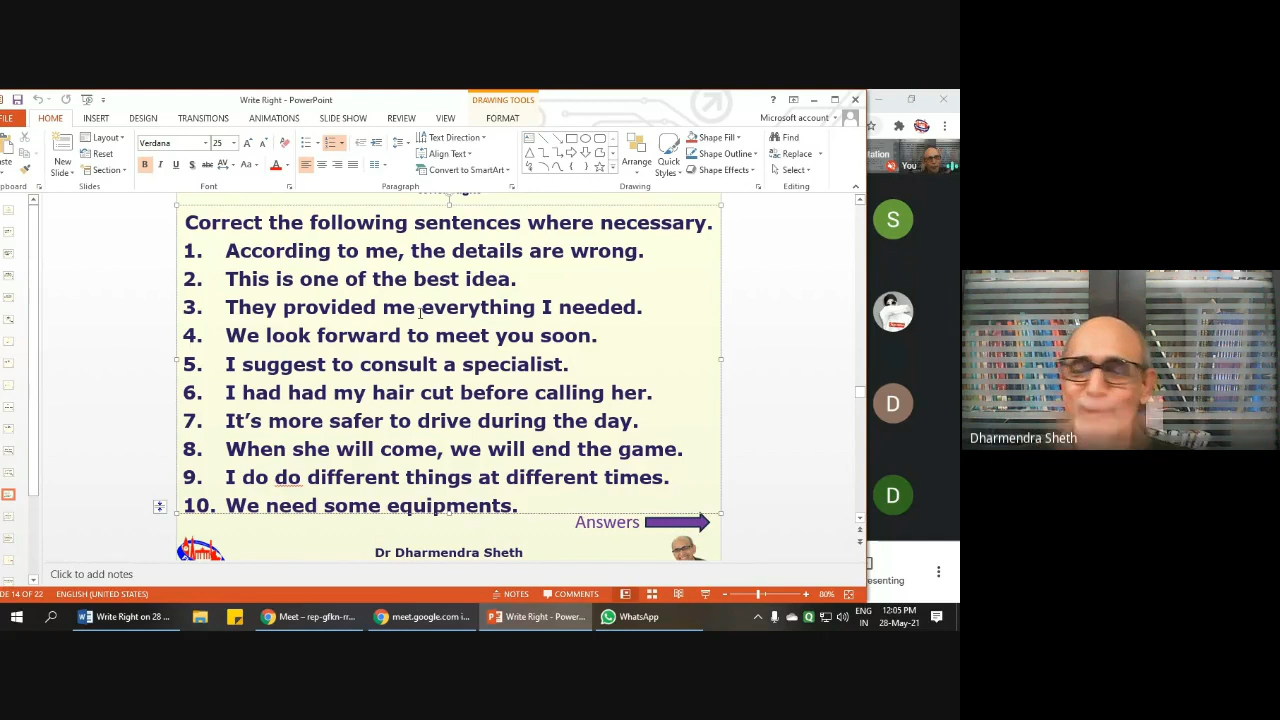 Write Right - PowerPoint
DRAWING TOOLS
FILE HOME INSERT DESIGN TRANSITIONS ANIMATIONS SLIDE SHOW REVIEW VIEW FORMAT
Microsoft account
Layout
Reset
Section
New
Slide
Slides
Verdana 25
Font
Text Direction
Align Text
Convert to SmartArt
Paragraph
Arrange
Quick
Styles
Shape Fill
Shape Outline
Shape Effects
Drawing
Find
Replace
Select
Editing
You
Correct the following sentences where necessary.
1. According to me, the details are wrong.
2. This is one of the best idea.
3. They provided me everything I needed.
4. We look forward to meet you soon.
5. I suggest to consult a specialist.
6. I had had my hair cut before calling her.
7. It’s more safer to drive during the day.
8. When she will come, we will end the game.
9. I do do different things at different times.
10. We need some equipments.
Answers
Dr Dharmendra Sheth
Click to add notes
DE 14 OF 22 ENGLISH (UNITED STATES) NOTES COMMENTS 80%
S
D
D
esenting
Dharmendra Sheth
Write Right on 28 ...
Meet – rep-gfkn-rr...
meet.google.com i...
Write Right - Powe...
WhatsApp
ENG
IN
12:05 PM
28-May-21